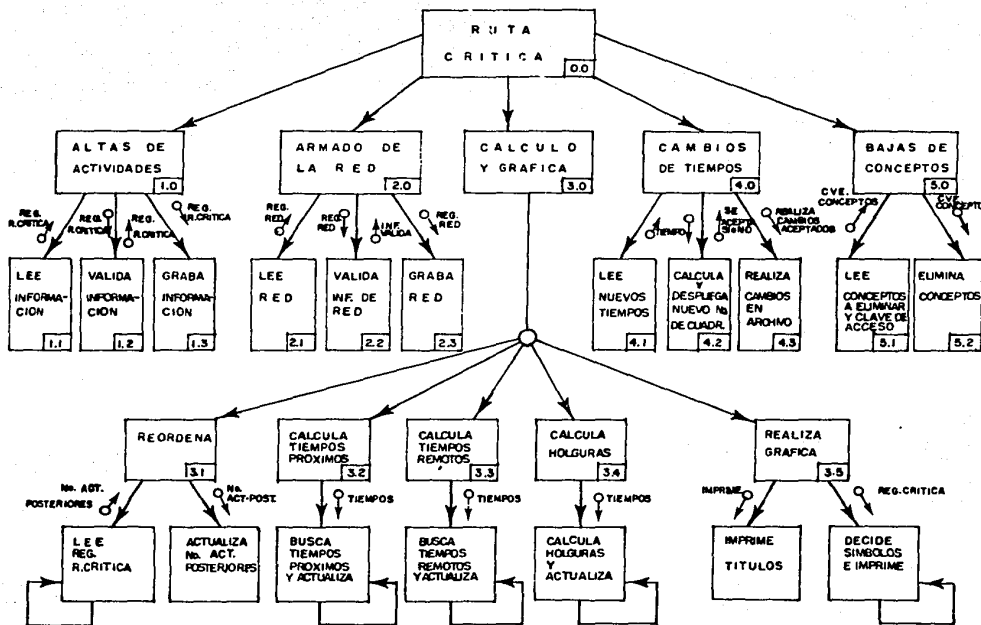 RUTA
CRITICA
0.0
ALTAS DE
ACTIVIDADES
1.0
ARMADO DE
LA RED
2.0
CALCULO
Y GRAFICA
3.0
CAMBIOS
DE TIEMPOS
4.0
BAJAS DE
CONCEPTOS
5.0
REG.
R.CRITICA
REG.
R.CRITICA
REG.
R.CRITICA
REG.
R.CRITICA
REG.
RED
REG.
RED
INF.
VALIDA
REG.
RED
TIEMPO
SE
ACEPTA
SI O NO
REALIZA
CAMBIOS
ACEPTADOS
CVE.
CONCEPTOS
CVE.
CONCEPTO
LEE
INFORMA-
CION
1.1
VALIDA
INFORMA-
CION
1.2
GRABA
INFORMA-
CION
1.3
LEE
RED
2.1
VALIDA
INF. DE
RED
2.2
GRABA
RED
2.3
LEE
NUEVOS
TIEMPOS
4.1
CALCULA
Y
DESPLIEGA
NUEVO No.
DE CUADR.
4.2
REALIZA
CAMBIOS
EN
ARCHIVO
4.3
LEE
CONCEPTOS
A ELIMINAR
Y CLAVE DE
ACCESO
5.1
ELIMINA
CONCEPTOS
5.2
REORDENA
3.1
CALCULA
TIEMPOS
PROXIMOS
3.2
CALCULA
TIEMPOS
REMOTOS
3.3
CALCULA
HOLGURAS
3.4
REALIZA
GRAFICA
3.5
No. ACT.
POSTERIORES
No.
ACT-POST.
TIEMPOS
TIEMPOS
TIEMPOS
IMPRIME
REG.CRITICA
LEE
REG.
R.CRITICA
ACTUALIZA
No. ACT.
POSTERIORES
BUSCA
TIEMPOS
PROXIMOS
Y ACTUALIZA
BUSCA
TIEMPOS
REMOTOS
Y ACTUALIZA
CALCULA
HOLGURAS
Y
ACTUALIZA
IMPRIME
TITULOS
DECIDE
SIMBOLOS
E IMPRIME